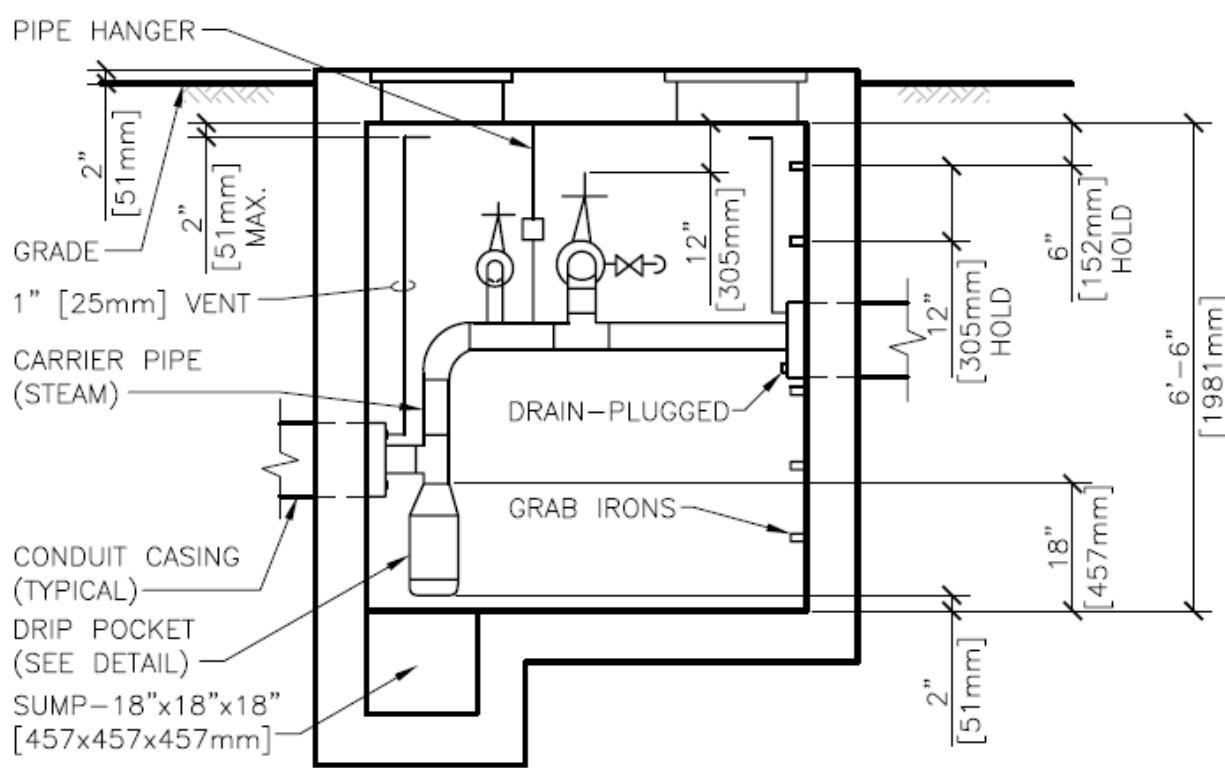 PIPE HANGER
2"
[51mm]
2"
[51mm]
MAX.
GRADE
1" [25mm] VENT
CARRIER PIPE
(STEAM)
CONDUIT CASING
(TYPICAL)
DRIP POCKET
(SEE DETAIL)
SUMP-18"x18"x18"
[457x457x457mm]
12"
[305mm]
DRAIN-PLUGGED
GRAB IRONS
12"
[305mm]
HOLD
6"
[152mm]
HOLD
6'-6"
[1981mm]
18"
[457mm]
2"
[51mm]